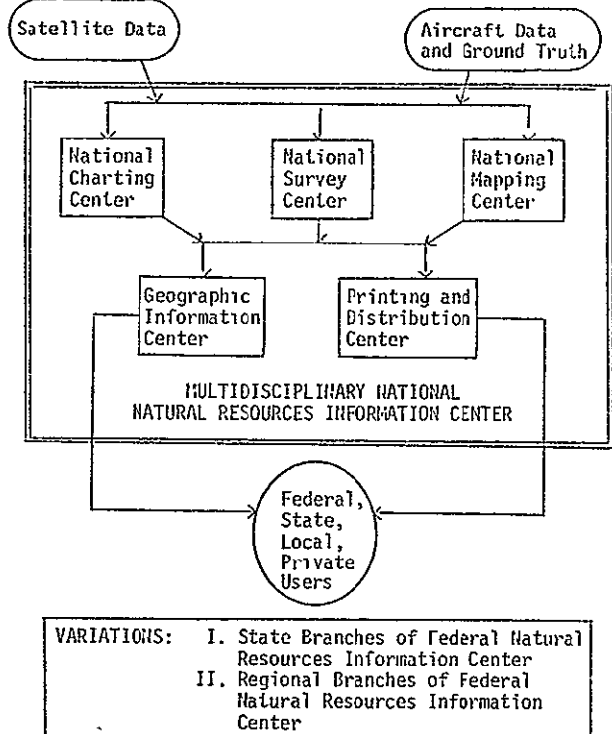 Satellite Data
Aircraft Data
and Ground Truth
National
Charting
Center
National
Survey
Center
National
Mapping
Center
Geographic
Information
Center
Printing and
Distribution
Center
MULTIDISCIPLINARY NATIONAL
NATURAL RESOURCES INFORMATION CENTER
Federal,
State,
Local,
Private
Users
VARIATIONS: I. State Branches of Federal Natural
Resources Information Center
II. Regional Branches of Federal
Natural Resources Information
Center